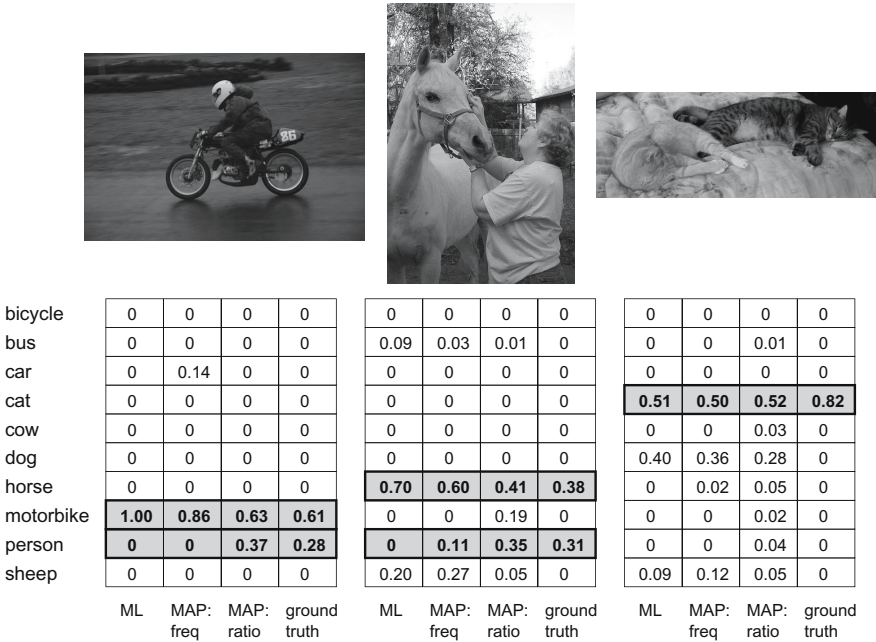 86
bicycle 0 0 0 0 0 0 0 0 0 0 0 0
bus 0 0 0 0 0.09 0.03 0.01 0 0 0 0.01 0
car 0 0.14 0 0 0 0 0 0 0 0 0 0
cat 0 0 0 0 0 0 0 0 0.51 0.50 0.52 0.82
cow 0 0 0 0 0 0 0 0 0 0 0.03 0
dog 0 0 0 0 0 0 0 0 0.40 0.36 0.28 0
horse 0 0 0 0 0.70 0.60 0.41 0.38 0 0.02 0.05 0
motorbike 1.00 0.86 0.63 0.61 0 0 0.19 0 0 0 0.02 0
person 0 0 0.37 0.28 0 0.11 0.35 0.31 0 0 0.04 0
sheep 0 0 0 0 0.20 0.27 0.05 0 0.09 0.12 0.05 0
ML MAP: MAP: ground ML MAP: MAP: ground ML MAP: MAP: ground
freq ratio truth freq ratio truth freq ratio truth